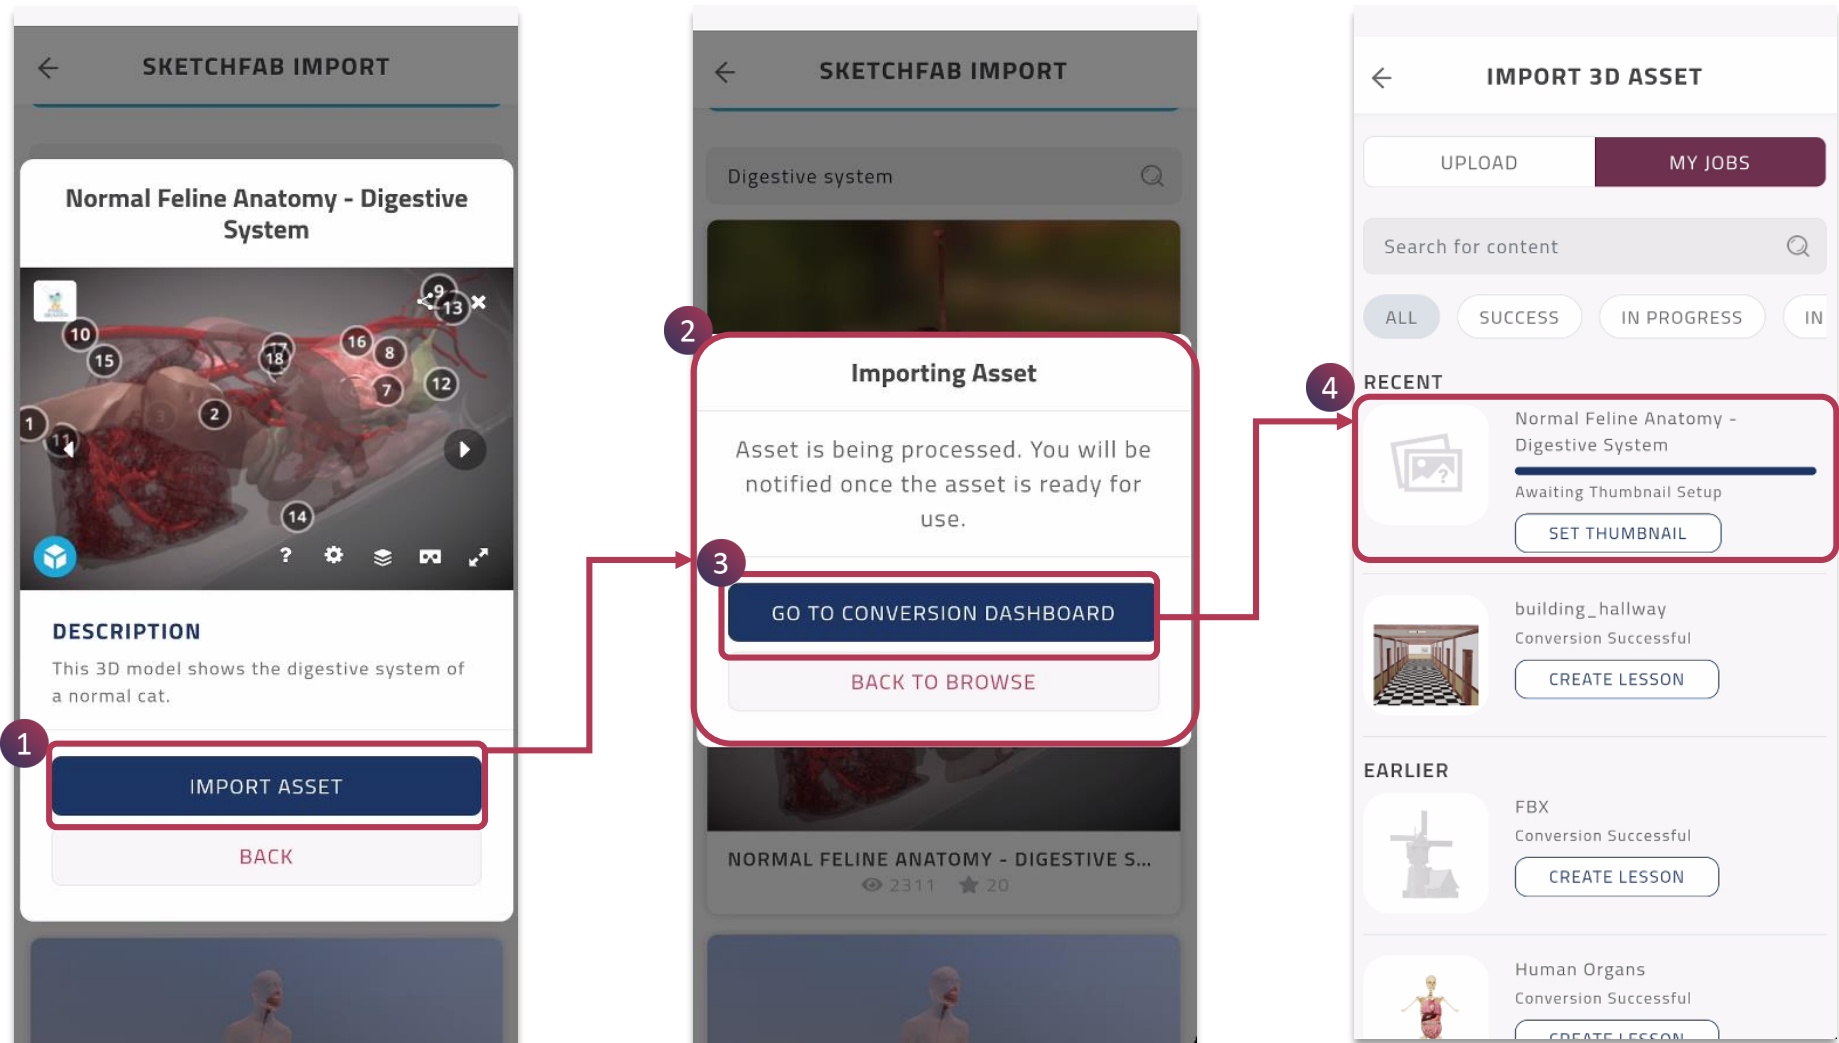 SKETCHFAB IMPORT
Normal Feline Anatomy - Digestive
System
9
13
10
15
17
18
16
8
7
12
3
2
1
11
14
?
DESCRIPTION
This 3D model shows the digestive system of
a normal cat.
1
IMPORT ASSET
BACK
SKETCHFAB IMPORT
Digestive system
2
Importing Asset
Asset is being processed. You will be
notified once the asset is ready for
use.
3
GO TO CONVERSION DASHBOARD
BACK TO BROWSE
NORMAL FELINE ANATOMY - DIGESTIVE S...
2311 20
IMPORT 3D ASSET
UPLOAD MY JOBS
Search for content
ALL SUCCESS IN PROGRESS IN
4
RECENT
Normal Feline Anatomy -
Digestive System
Awaiting Thumbnail Setup
SET THUMBNAIL
building_hallway
Conversion Successful
CREATE LESSON
EARLIER
FBX
Conversion Successful
CREATE LESSON
Human Organs
Conversion Successful
CREATE LESSON